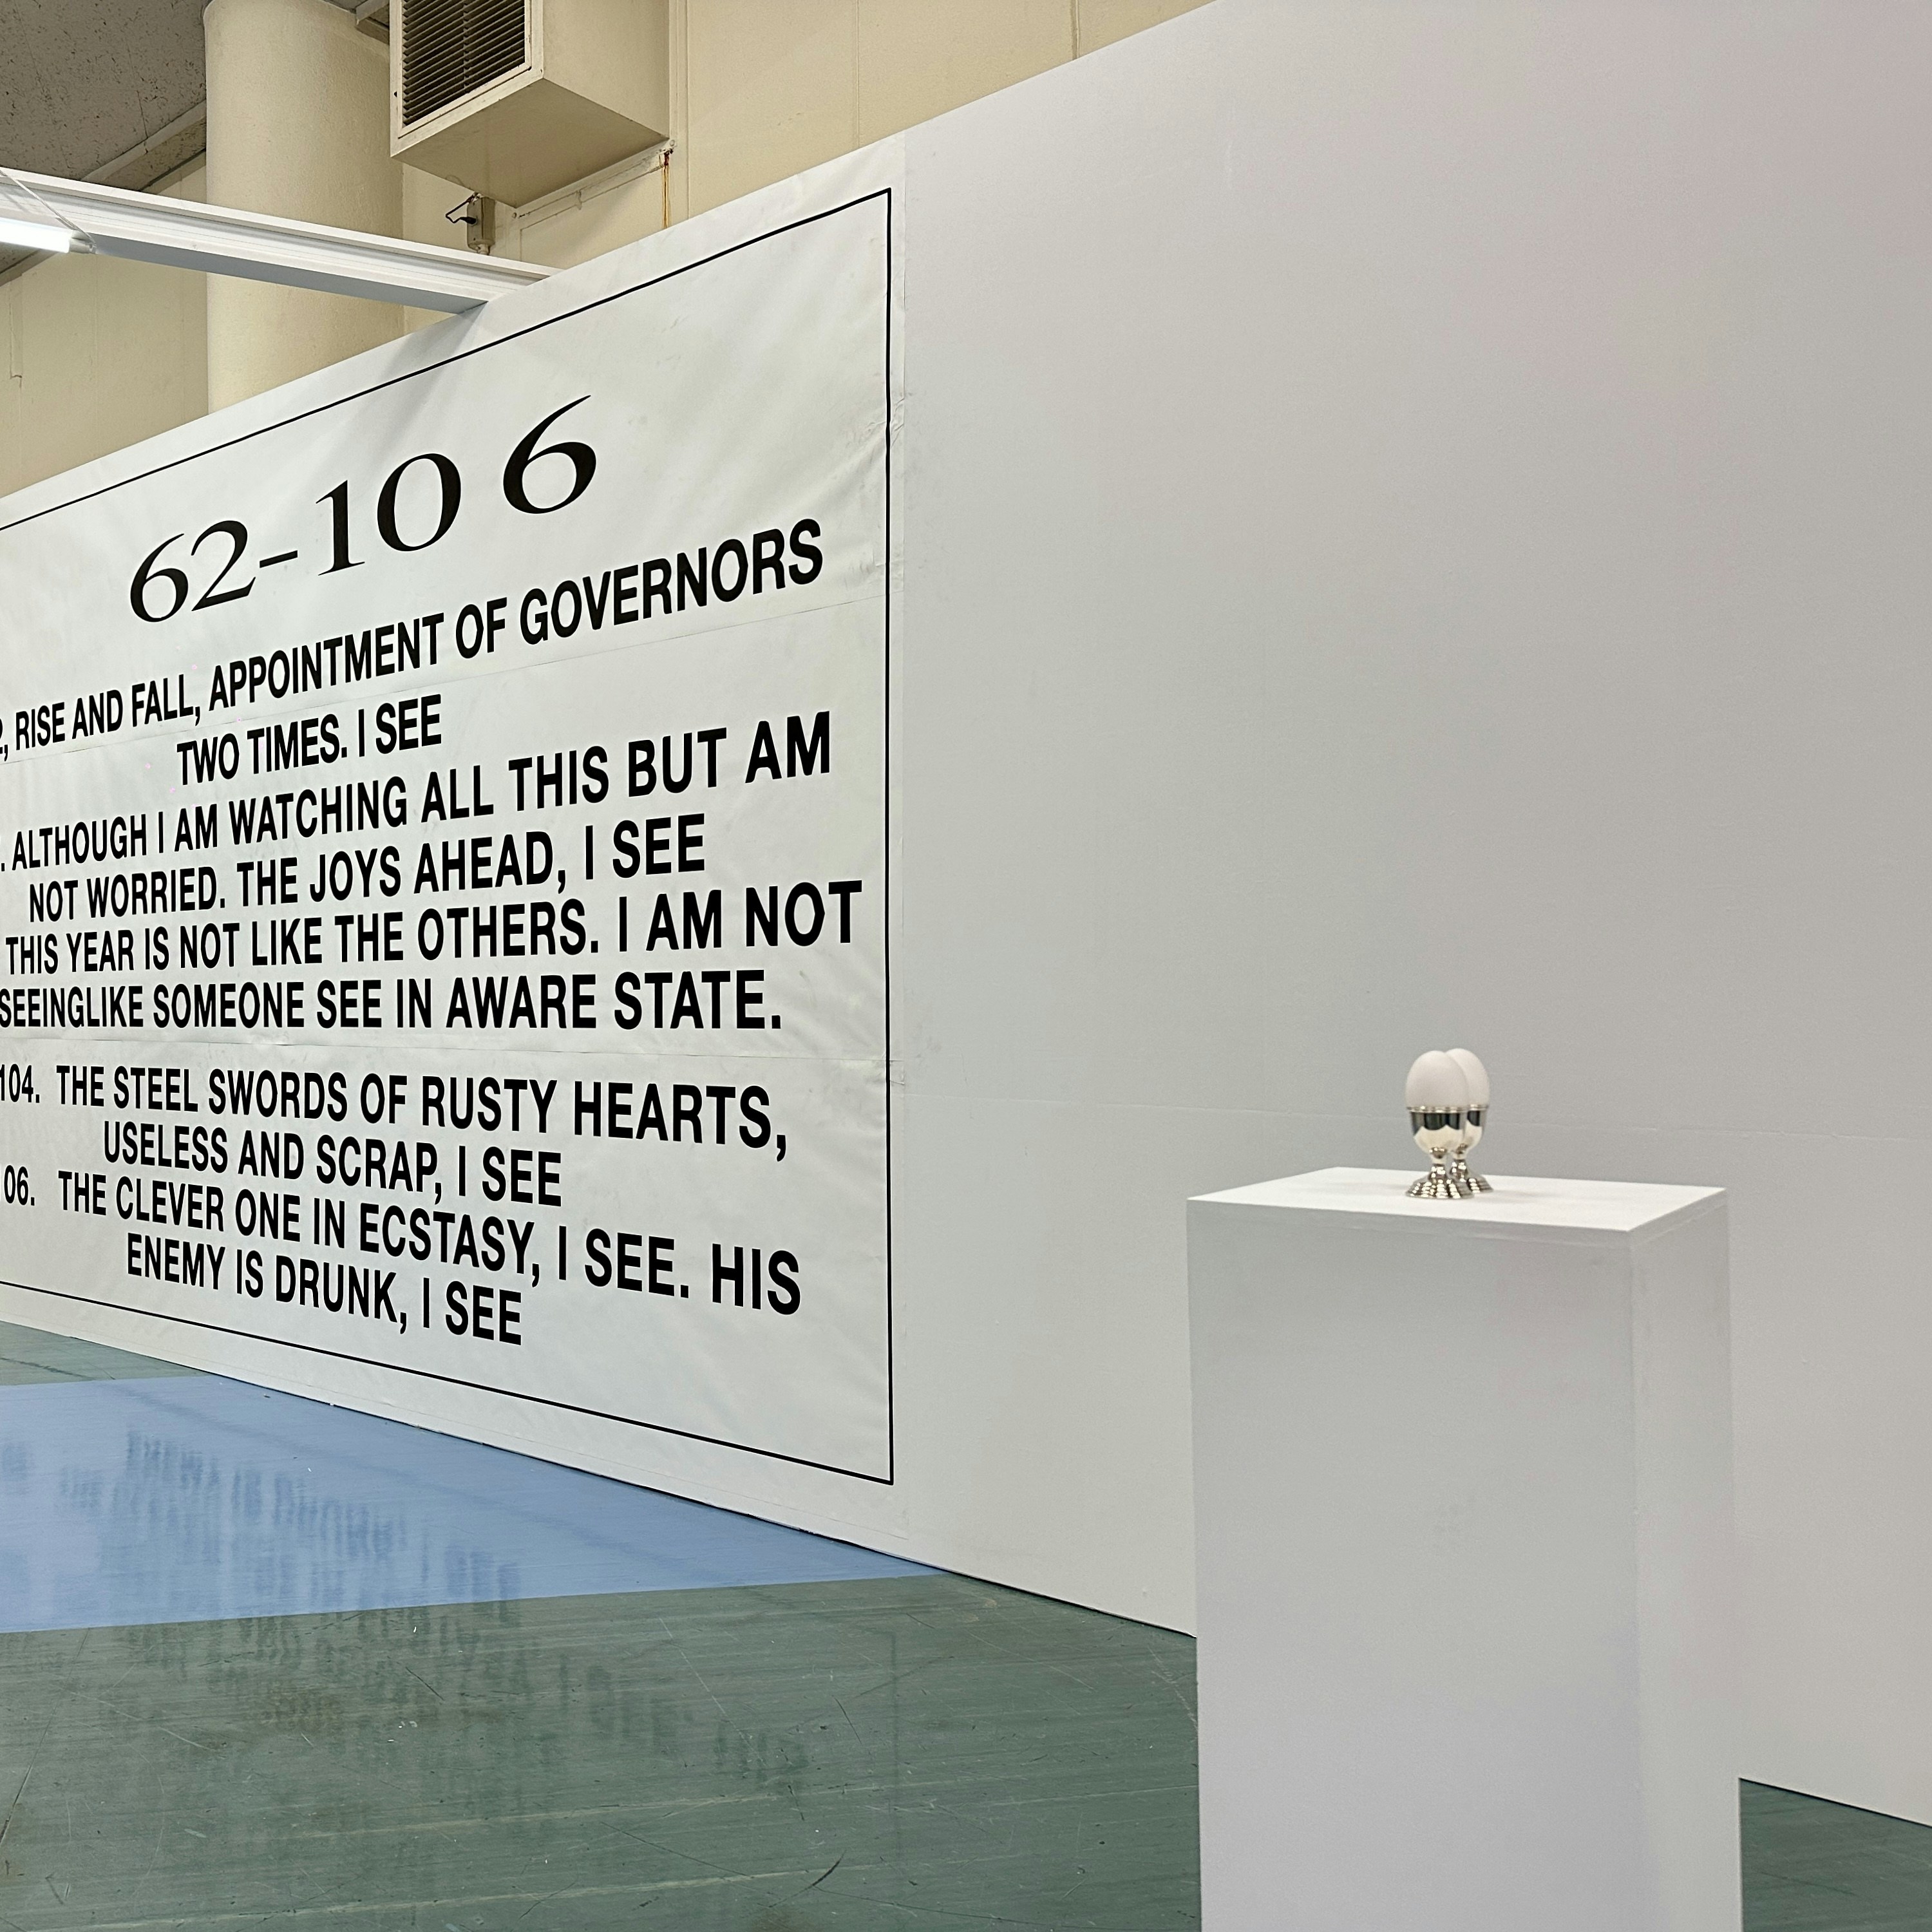 62-10 6
, RISE AND FALL, APPOINTMENT OF GOVERNORS
TWO TIMES. I SEE
. ALTHOUGH I AM WATCHING ALL THIS BUT AM
NOT WORRIED. THE JOYS AHEAD, I SEE
THIS YEAR IS NOT LIKE THE OTHERS. I AM NOT
SEEINGLIKE SOMEONE SEE IN AWARE STATE.
104. THE STEEL SWORDS OF RUSTY HEARTS,
USELESS AND SCRAP, I SEE
06. THE CLEVER ONE IN ECSTASY, I SEE. HIS
ENEMY IS DRUNK, I SEE